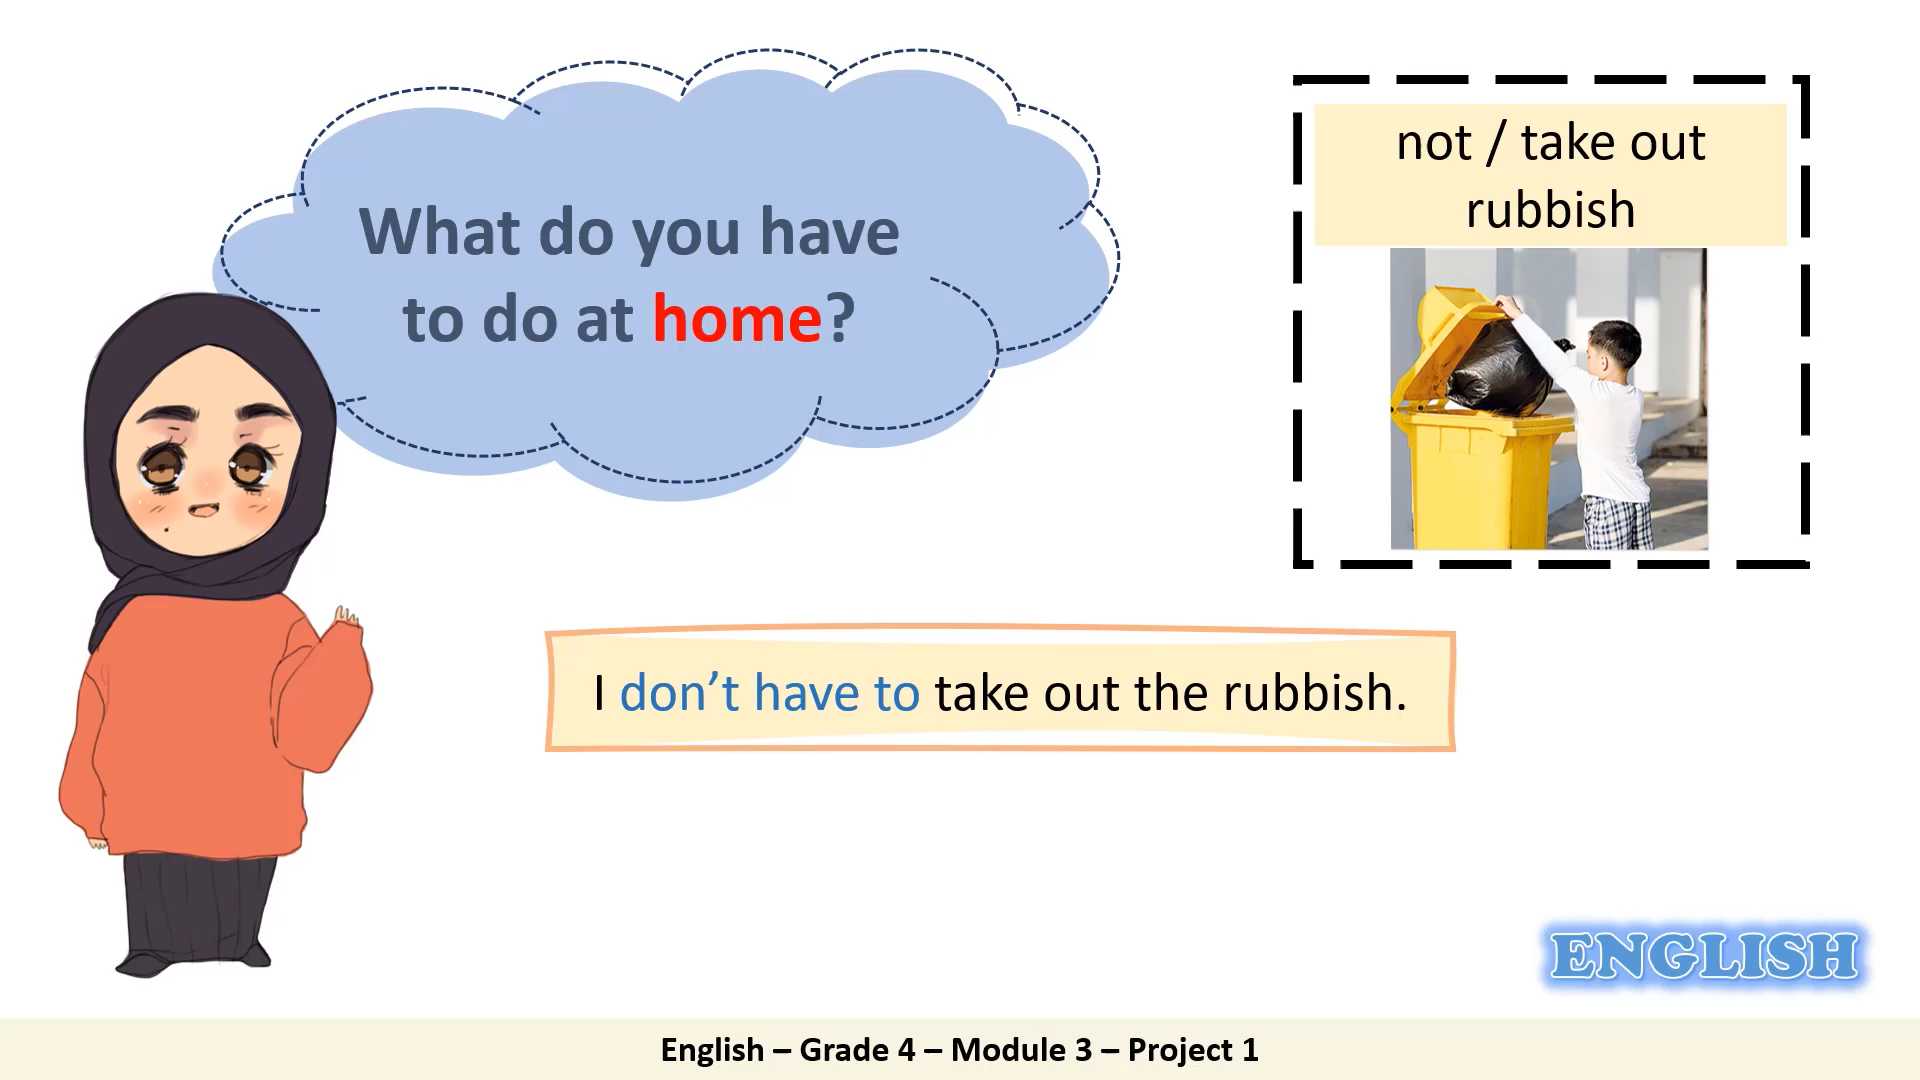 What do you have
to do at home?
not / take out
rubbish
I don’t have to take out the rubbish.
ENGLISH
English – Grade 4 – Module 3 – Project 1